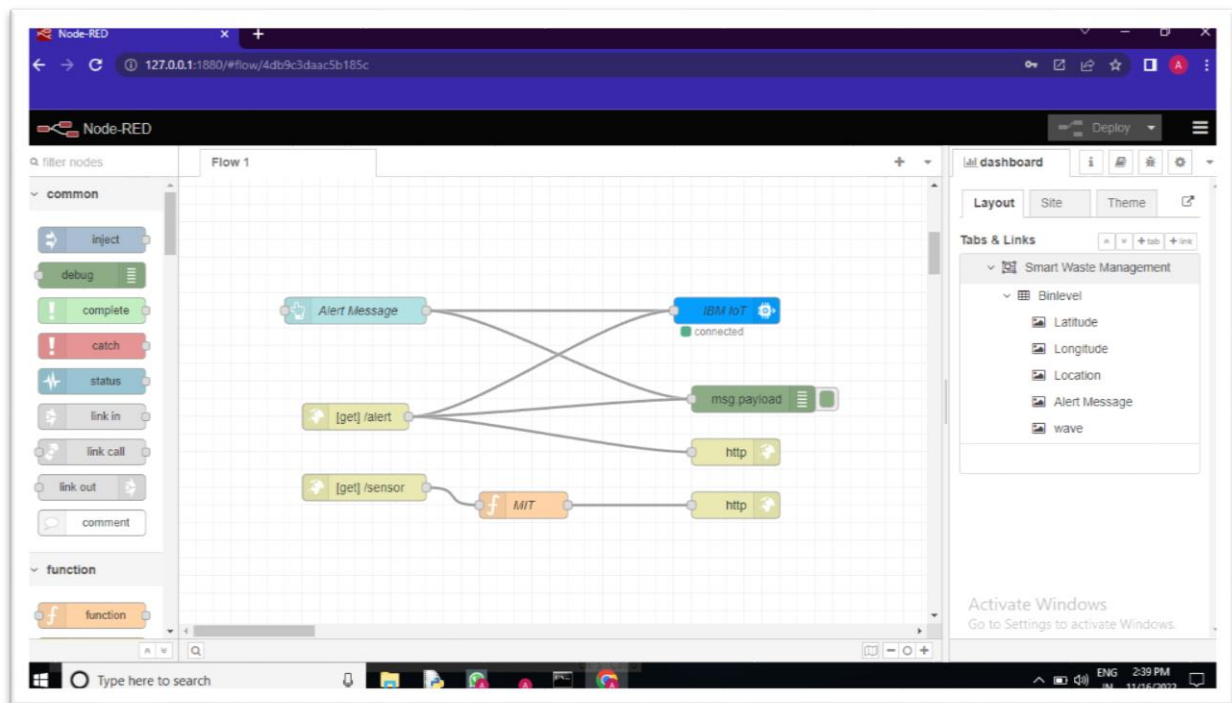 Node-RED
127.0.0.1:1880/#flow/4db9c3daac5b185c
A
Node-RED
Deploy
filter nodes
Flow 1
dashboard
i
common
Layout
Site
Theme
inject
Tabs & Links
+ tab
+ link
debug
Smart Waste Management
complete
Alert Message
IBM IoT
Binlevel
connected
Latitude
catch
Longitude
status
Location
msg.payload
Alert Message
link in
[get] /alert
wave
link call
http
link out
[get] /sensor
f
MIT
http
comment
function
f
function
Activate Windows
Go to Settings to activate Windows.
Type here to search
ENG
2:39 PM
IN
11/16/2022